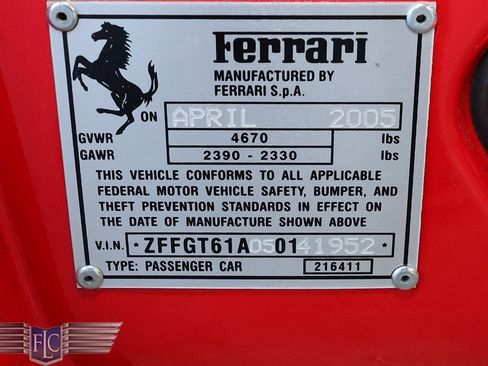 Ferrari
MANUFACTURED BY
FERRARI S.p.A.
ON APRIL 2005
GVWR 4670 lbs
GAWR 2390 - 2330 lbs
THIS VEHICLE CONFORMS TO ALL APPLICABLE
FEDERAL MOTOR VEHICLE SAFETY, BUMPER, AND
THEFT PREVENTION STANDARDS IN EFFECT ON
THE DATE OF MANUFACTURE SHOWN ABOVE
V.I.N. * ZFFGT61A05 0141952 *
TYPE: PASSENGER CAR 216411
FLC